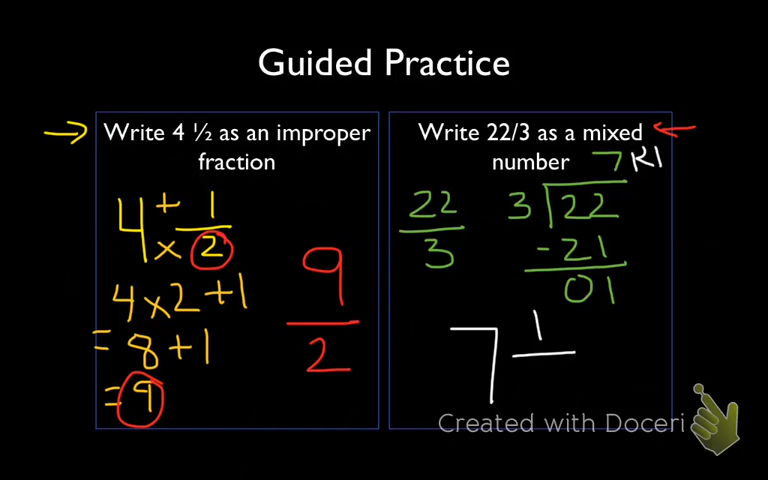 Guided Practice
Write 4 ½ as an improper
fraction
4 + 1
× 2
4 × 2 + 1
= 8 + 1
= 9
9
2
Write 22/3 as a mixed
number
7 R1
22
3
3 22
-21
01
7 1
Created with Doceri